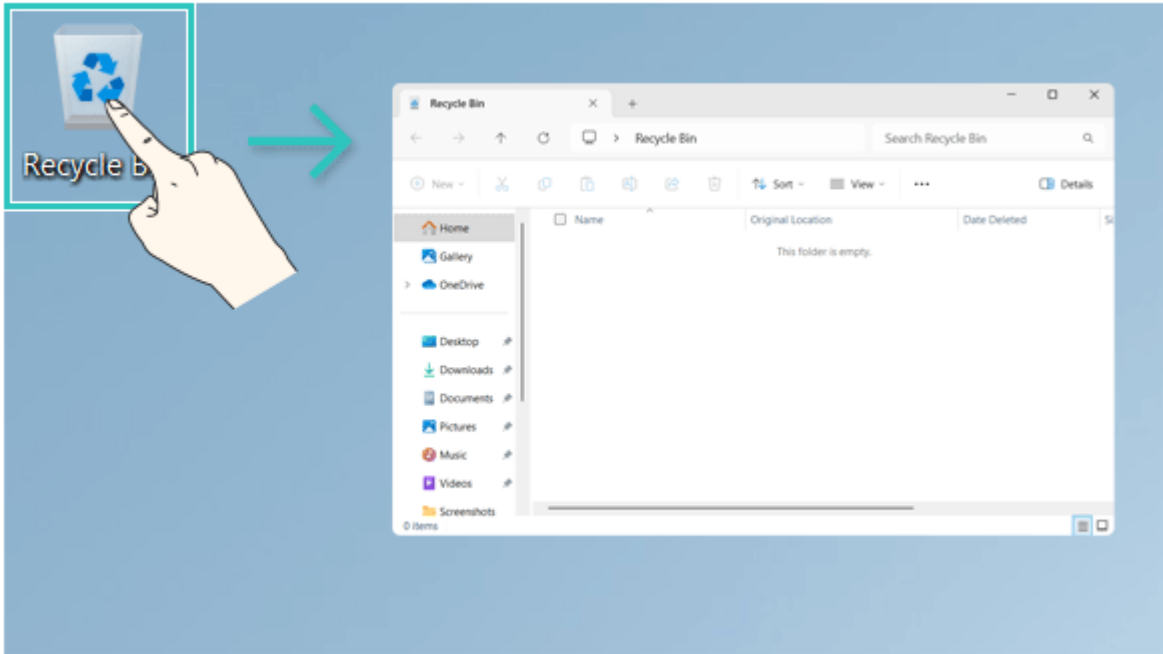 Recycle B
Recycle Bin
Recycle Bin
Search Recycle Bin
New
Sort
View
Details
Name
Original Location
Date Deleted
Si
This folder is empty.
Home
Gallery
OneDrive
Desktop
Downloads
Documents
Pictures
Music
Videos
Screenshots
0 items